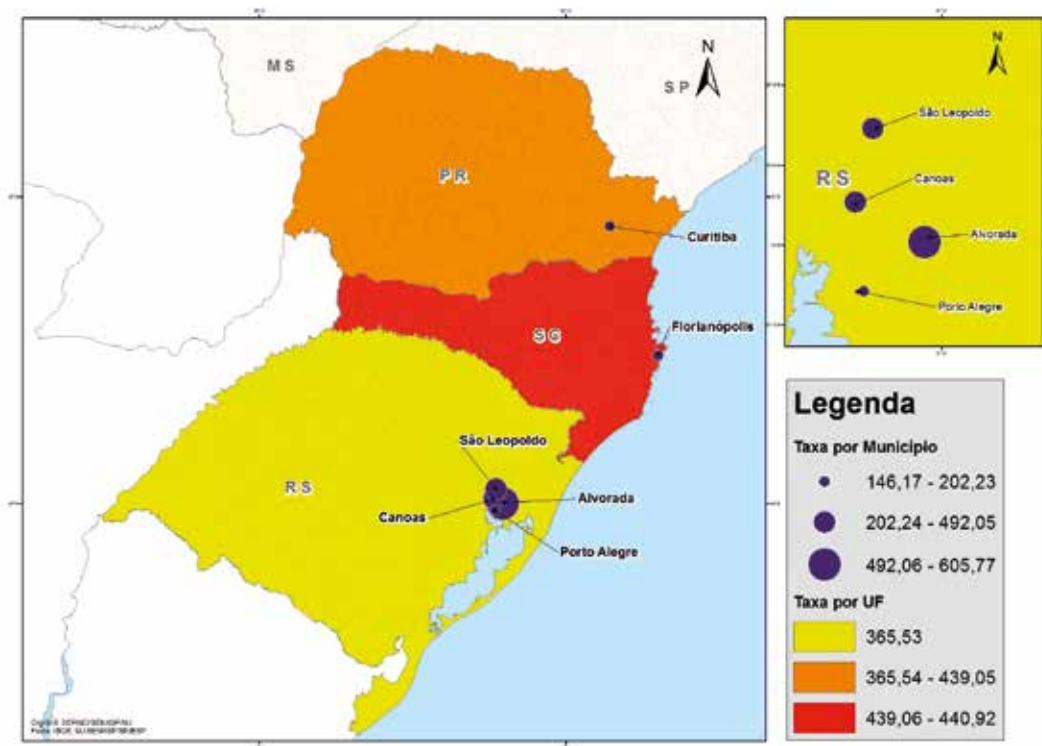 MS
SP
N
PR
Curitiba
SC
Florianópolis
São Leopoldo
RS
Canoas
Alvorada
Porto Alegre
N
São Leopoldo
RS
Canoas
Alvorada
Porto Alegre
Legenda
Taxa por Município
146,17 - 202,23
202,24 - 492,05
492,06 - 605,77
Taxa por UF
365,53
365,54 - 439,05
439,06 - 440,92